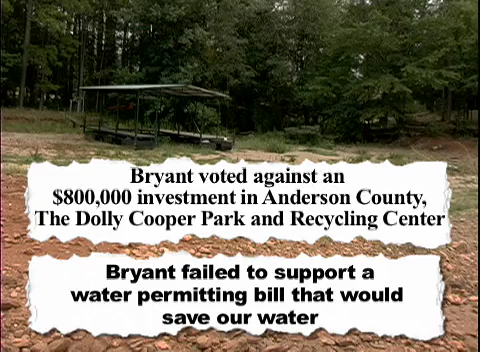 Bryant voted against an
$800,000 investment in Anderson County,
The Dolly Cooper Park and Recycling Center
Bryant failed to support a
water permitting bill that would
save our water